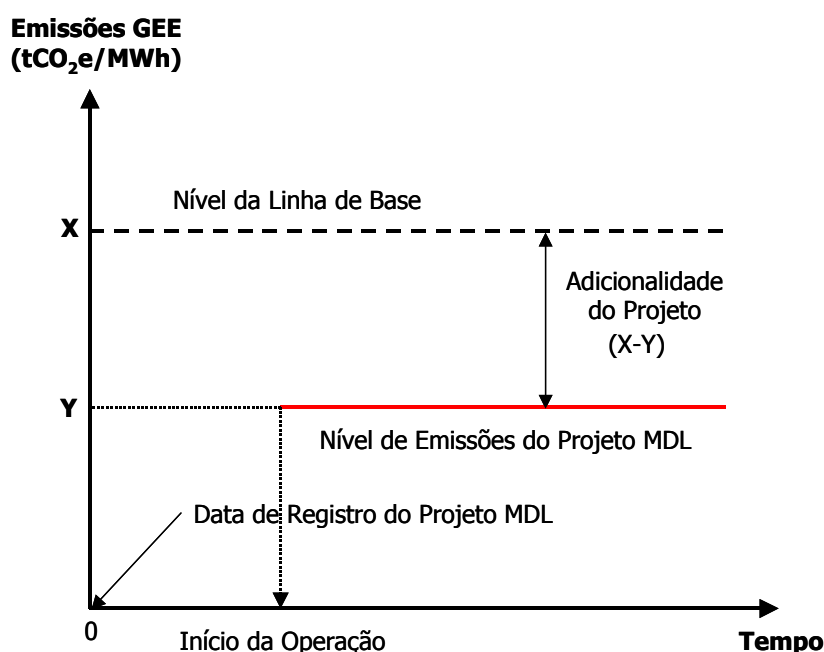 Emissões GEE
(tCO₂e/MWh)
Nível da Linha de Base
X
Adicionalidade
do Projeto
(X-Y)
Y
Nível de Emissões do Projeto MDL
Data de Registro do Projeto MDL
0
Início da Operação
Tempo